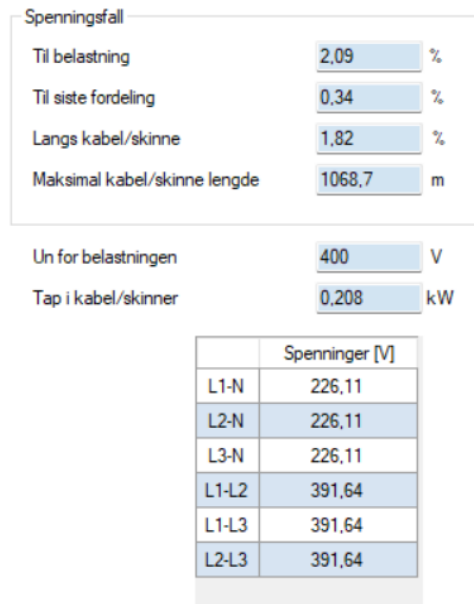 Spenningsfall
Til belastning 2,09 %
Til siste fordeling 0,34 %
Langs kabel/skinne 1,82 %
Maksimal kabel/skinne lengde 1068,7 m
Un for belastningen 400 V
Tap i kabel/skinner 0,208 kW
Spenninger [V]
L1-N 226,11
L2-N 226,11
L3-N 226,11
L1-L2 391,64
L1-L3 391,64
L2-L3 391,64